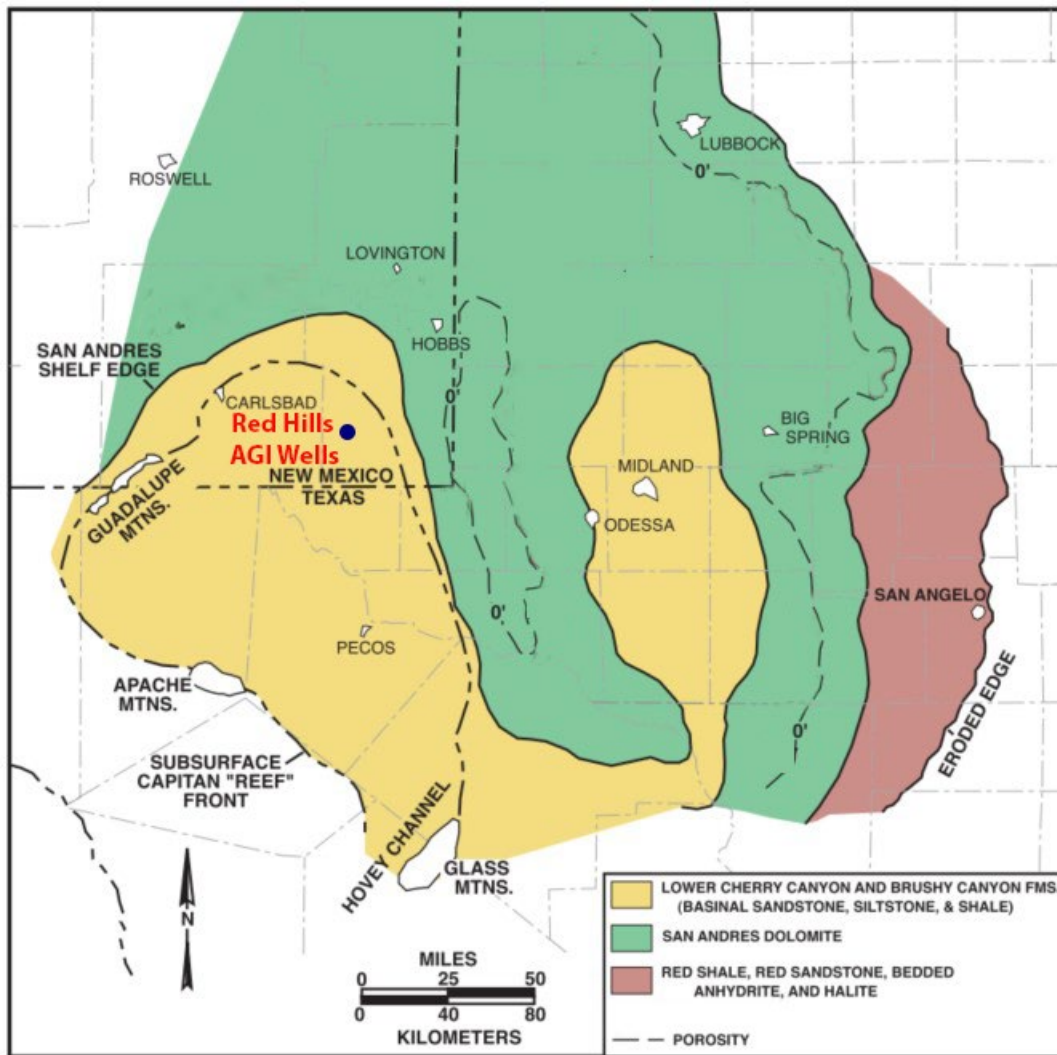 LUBBOCK
0'
ROSWELL
LOVINGTON
HOBBS
SAN ANDRES
SHELF EDGE
0'
CARLSBAD
Red Hills
AGI Wells
NEW MEXICO
TEXAS
GUADALUPE
MTNS.
BIG
SPRING
MIDLAND
ODESSA
SAN ANGELO
0'
PECOS
APACHE
MTNS.
0'
ERODED EDGE
SUBSURFACE
CAPITAN "REEF"
FRONT
HOVEY CHANNEL
GLASS
MTNS.
N
MILES
0 25 50
0 40 80
KILOMETERS
LOWER CHERRY CANYON AND BRUSHY CANYON FMS.
(BASINAL SANDSTONE, SILTSTONE, & SHALE)
SAN ANDRES DOLOMITE
RED SHALE, RED SANDSTONE, BEDDED
ANHYDRITE, AND HALITE
POROSITY